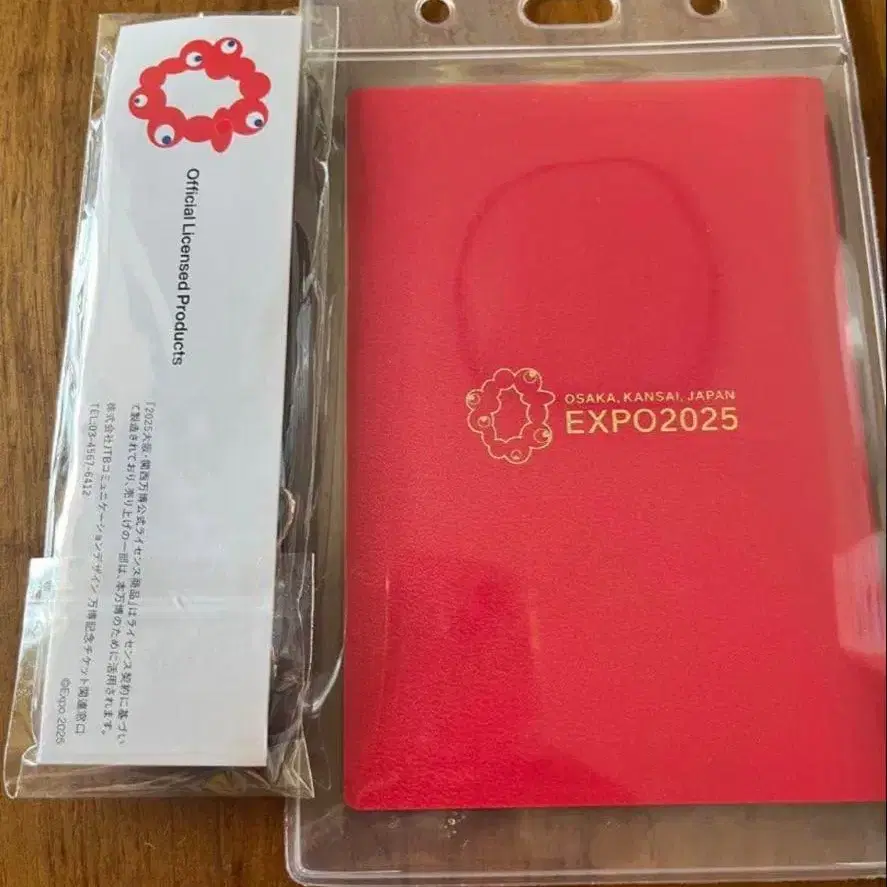 Official Licensed Products
「2025大阪・関西万博公式ライセンス商品」はライセンス契約に基づい
て製造されており、売り上げの一部は、本万博のために活用されます。
株式会社JTBコミュニケーションデザイン 万博記念チケット関連窓口
TEL:03-4567-6412
©Expo 2025
OSAKA, KANSAI, JAPAN
EXPO2025